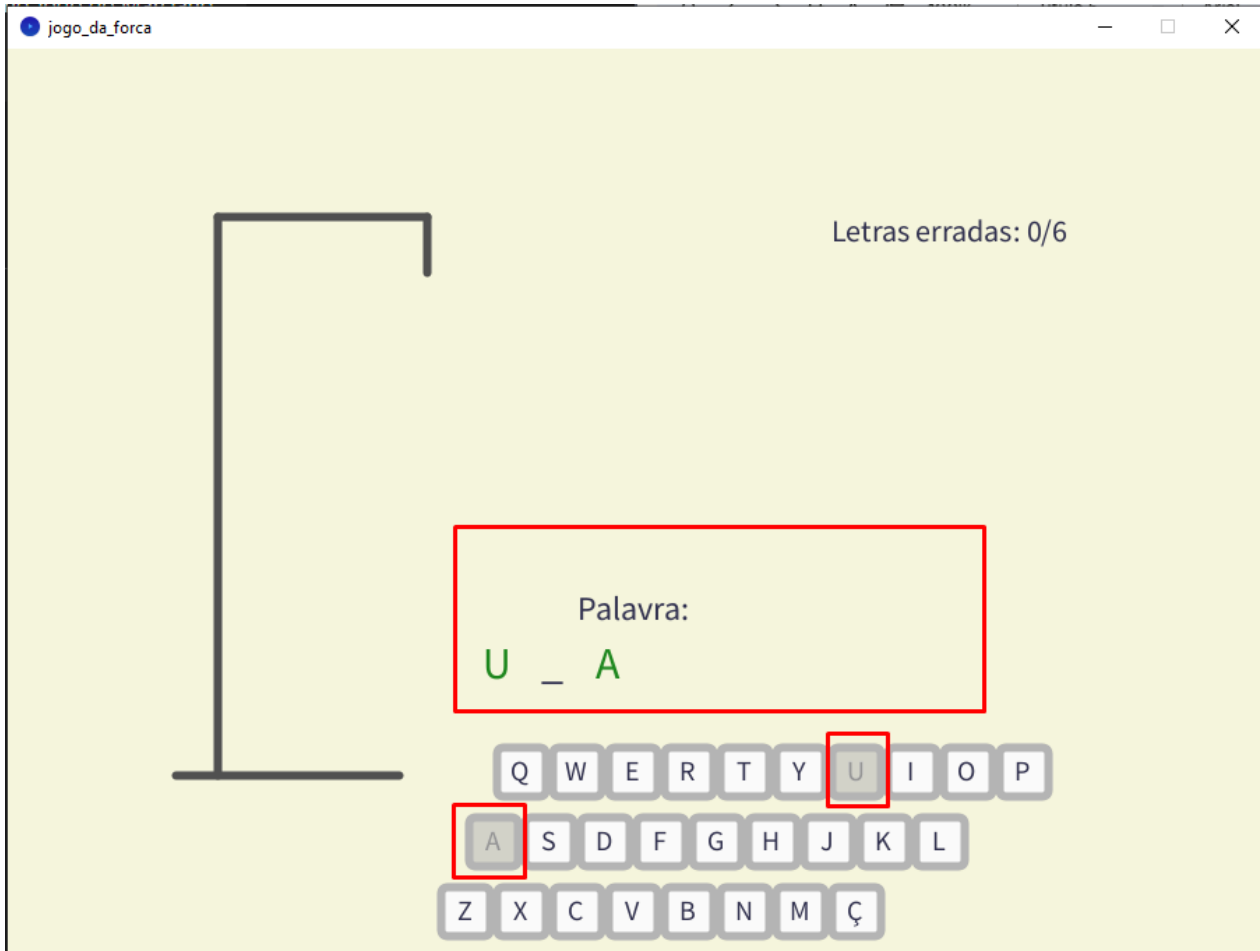 jogo_da_forca
Letras erradas: 0/6
Palavra:
U _ A
Q W E R T Y U I O P
A S D F G H J K L
Z X C V B N M Ç